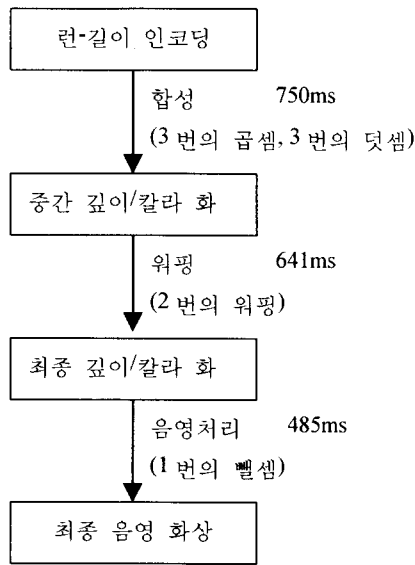 런-길이 인코딩
합성 750ms
(3 번의 곱셈, 3 번의 덧셈)
중간 깊이/칼라 화
워핑 641ms
(2 번의 워핑)
최종 깊이/칼라 화
음영처리 485ms
(1 번의 뺄셈)
최종 음영 화상